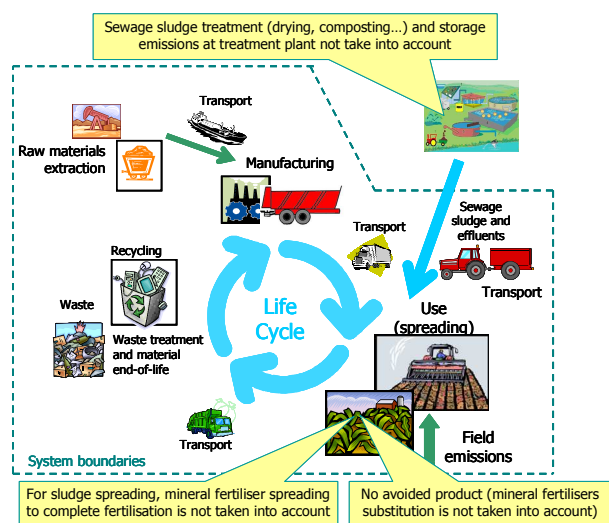 Sewage sludge treatment (drying, composting…) and storage
emissions at treatment plant not take into account
Transport
Raw materials
extraction
Manufacturing
Sewage
sludge and
effluents
Transport
Transport
Recycling
Waste
Waste treatment
and material
end-of-life
Life
Cycle
Use
(spreading)
Transport
Field
emissions
System boundaries
For sludge spreading, mineral fertiliser spreading
to complete fertilisation is not taken into account
No avoided product (mineral fertilisers
substitution is not taken into account)